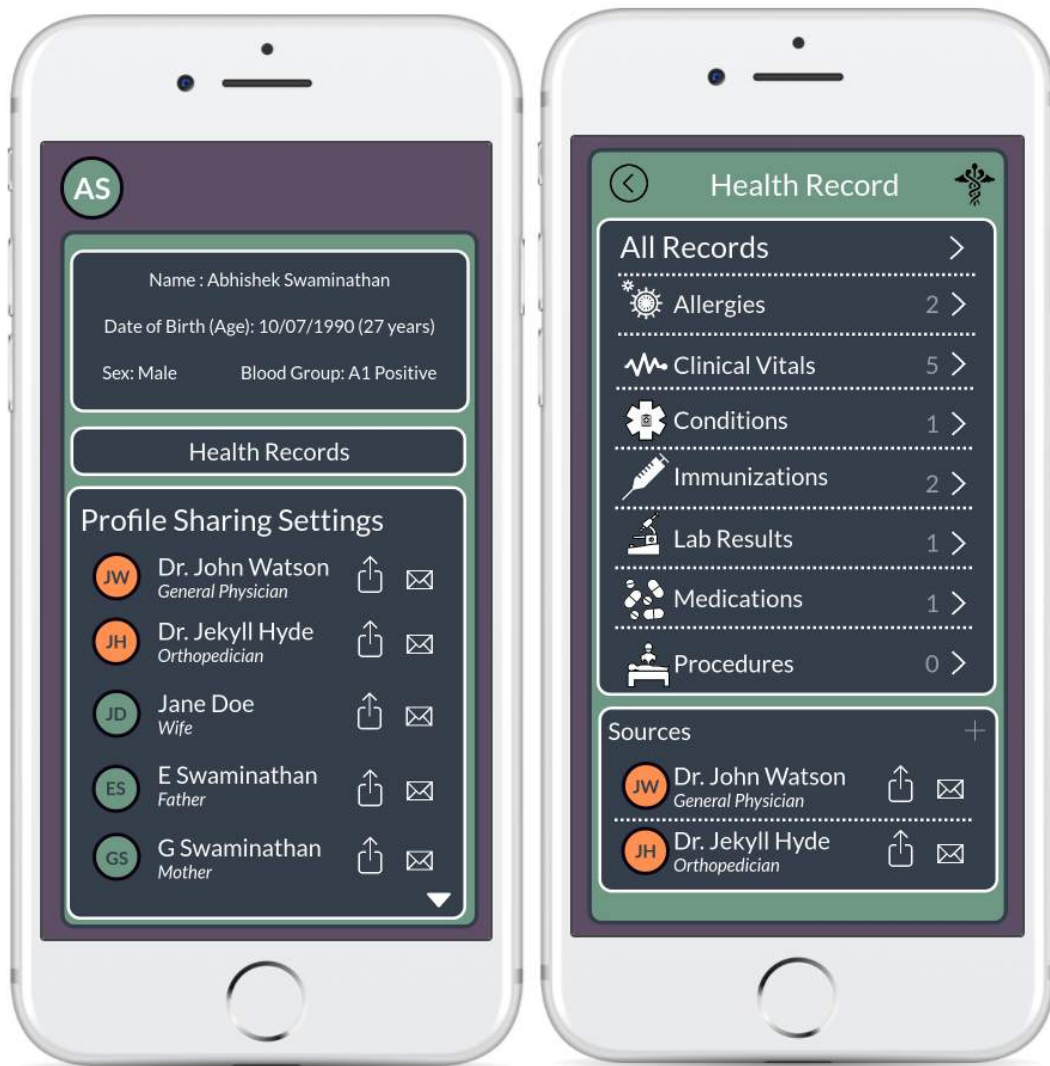 AS
Name : Abhishek Swaminathan
Date of Birth (Age): 10/07/1990 (27 years)
Sex: Male Blood Group: A1 Positive
Health Records
Profile Sharing Settings
JW Dr. John Watson
General Physician
JH Dr. Jekyll Hyde
Orthopedician
JD Jane Doe
Wife
ES E Swaminathan
Father
GS G Swaminathan
Mother
Health Record
All Records
Allergies 2
Clinical Vitals 5
Conditions 1
Immunizations 2
Lab Results 1
Medications 1
Procedures 0
Sources
JW Dr. John Watson
General Physician
JH Dr. Jekyll Hyde
Orthopedician